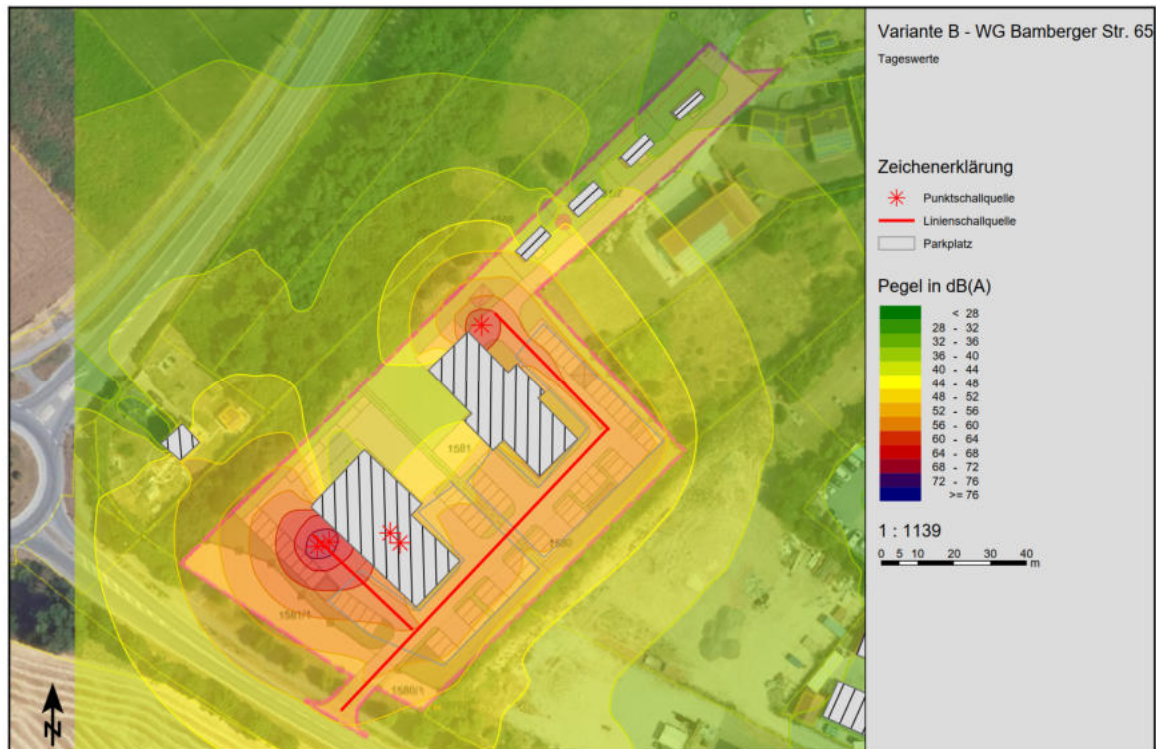 Variante B - WG Bamberger Str. 65
Tageswerte
Zeichenerklärung
Punktschallquelle
Linienschallquelle
Parkplatz
Pegel in dB(A)
< 28
28 - 32
32 - 36
36 - 40
40 - 44
44 - 48
48 - 52
52 - 56
56 - 60
60 - 64
64 - 68
68 - 72
72 - 76
>= 76
1 : 1139
0 5 10 20 30 40
m
1581
1580
1581/1
1580/1
N